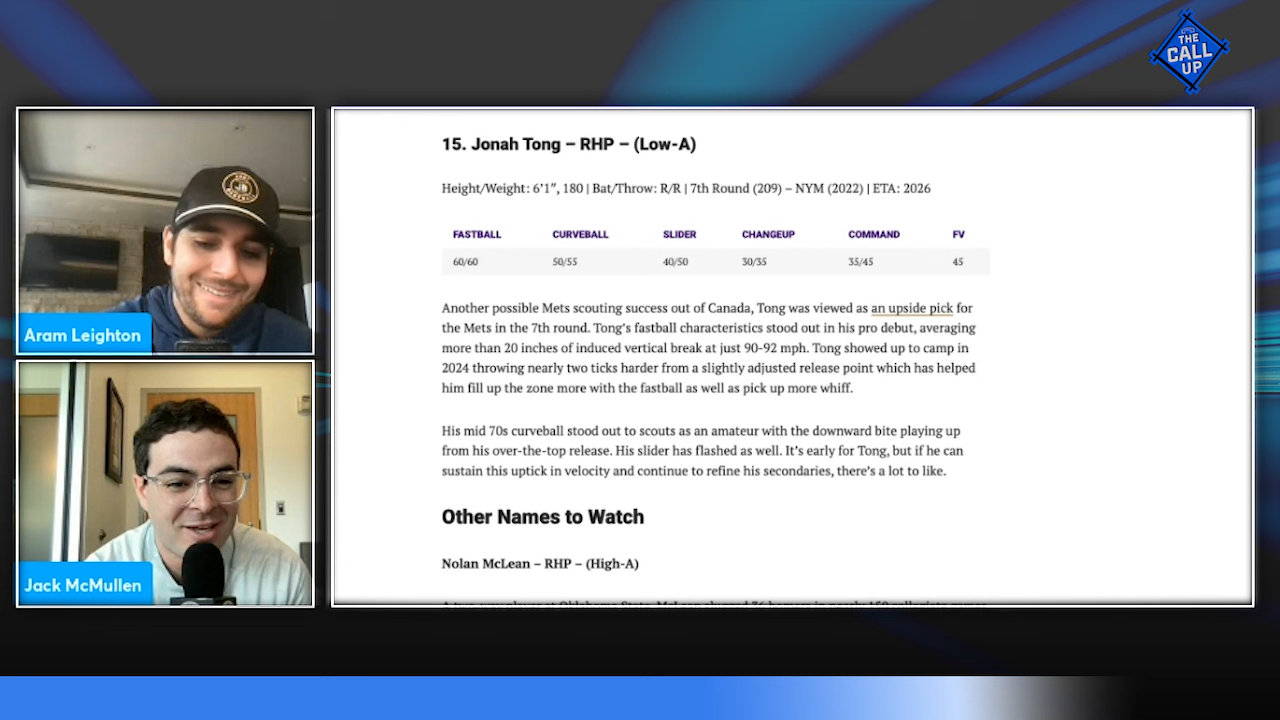 THE
CALL
UP
Aram Leighton
Jack McMullen
15. Jonah Tong – RHP – (Low-A)
Height/Weight: 6’1″, 180 | Bat/Throw: R/R | 7th Round (209) – NYM (2022) | ETA: 2026
FASTBALL CURVEBALL SLIDER CHANGEUP COMMAND FV
60/60 50/55 40/50 30/35 35/45 45
Another possible Mets scouting success out of Canada, Tong was viewed as an upside pick for
the Mets in the 7th round. Tong’s fastball characteristics stood out in his pro debut, averaging
more than 20 inches of induced vertical break at just 90-92 mph. Tong showed up to camp in
2024 throwing nearly two ticks harder from a slightly adjusted release point which has helped
him fill up the zone more with the fastball as well as pick up more whiff.
His mid 70s curveball stood out to scouts as an amateur with the downward bite playing up
from his over-the-top release. His slider has flashed as well. It’s early for Tong, but if he can
sustain this uptick in velocity and continue to refine his secondaries, there’s a lot to like.
Other Names to Watch
Nolan McLean – RHP – (High-A)